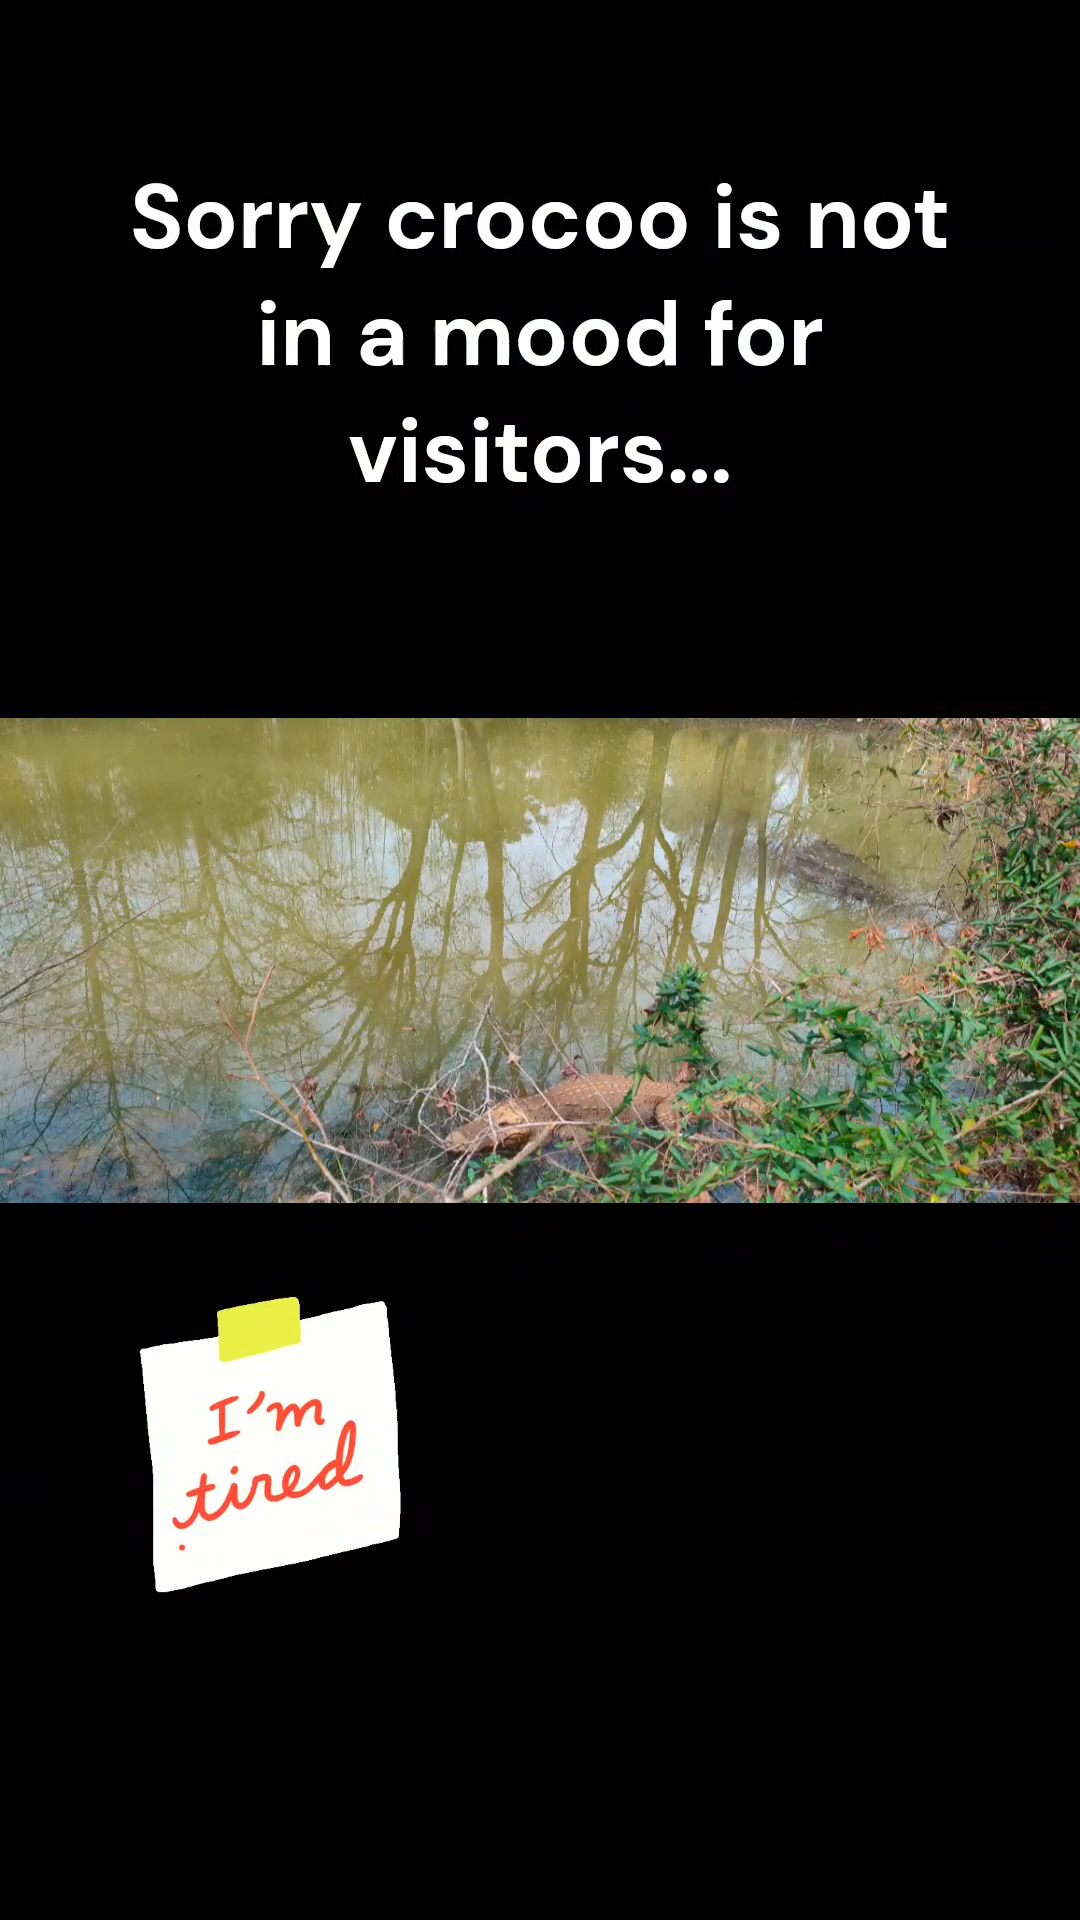 Sorry crocoo is not
in a mood for
visitors...
I'm
tired